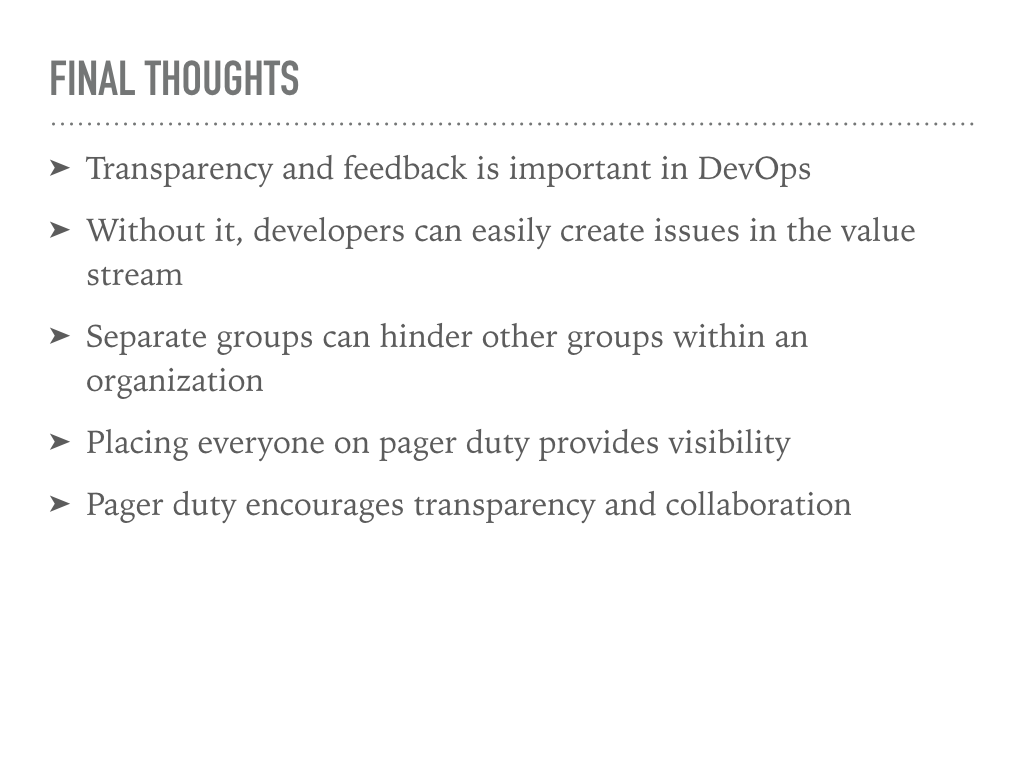 FINAL THOUGHTS
➤ Transparency and feedback is important in DevOps
➤ Without it, developers can easily create issues in the value
stream
➤ Separate groups can hinder other groups within an
organization
➤ Placing everyone on pager duty provides visibility
➤ Pager duty encourages transparency and collaboration